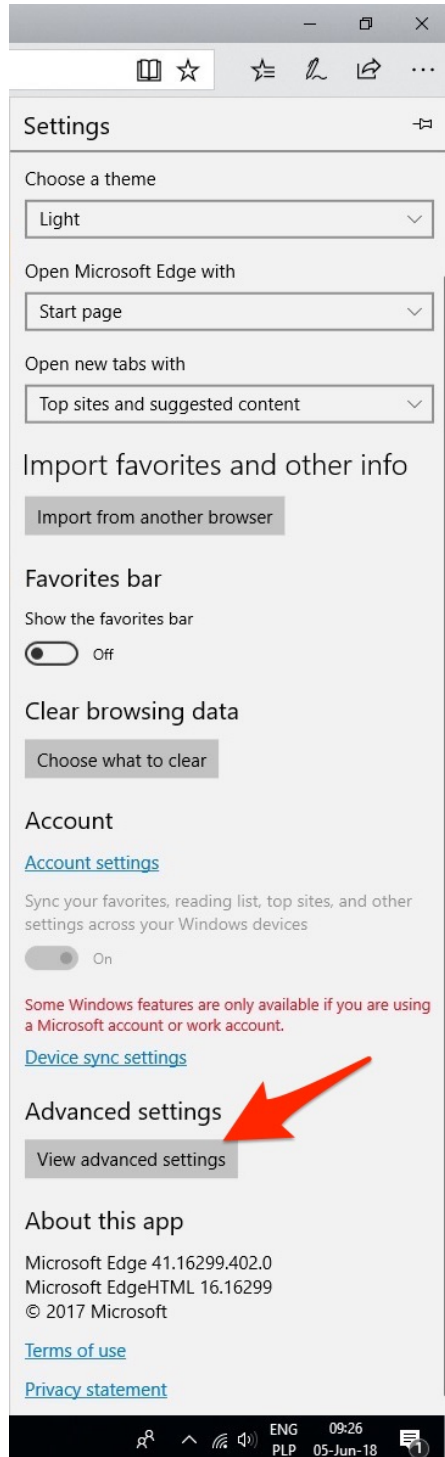 Settings
Choose a theme
Light
Open Microsoft Edge with
Start page
Open new tabs with
Top sites and suggested content
Import favorites and other info
Import from another browser
Favorites bar
Show the favorites bar
Off
Clear browsing data
Choose what to clear
Account
Account settings
Sync your favorites, reading list, top sites, and other
settings across your Windows devices
On
Some Windows features are only available if you are using
a Microsoft account or work account.
Device sync settings
Advanced settings
View advanced settings
About this app
Microsoft Edge 41.16299.402.0
Microsoft EdgeHTML 16.16299
© 2017 Microsoft
Terms of use
Privacy statement
ENG 09:26
PLP 05-Jun-18 1